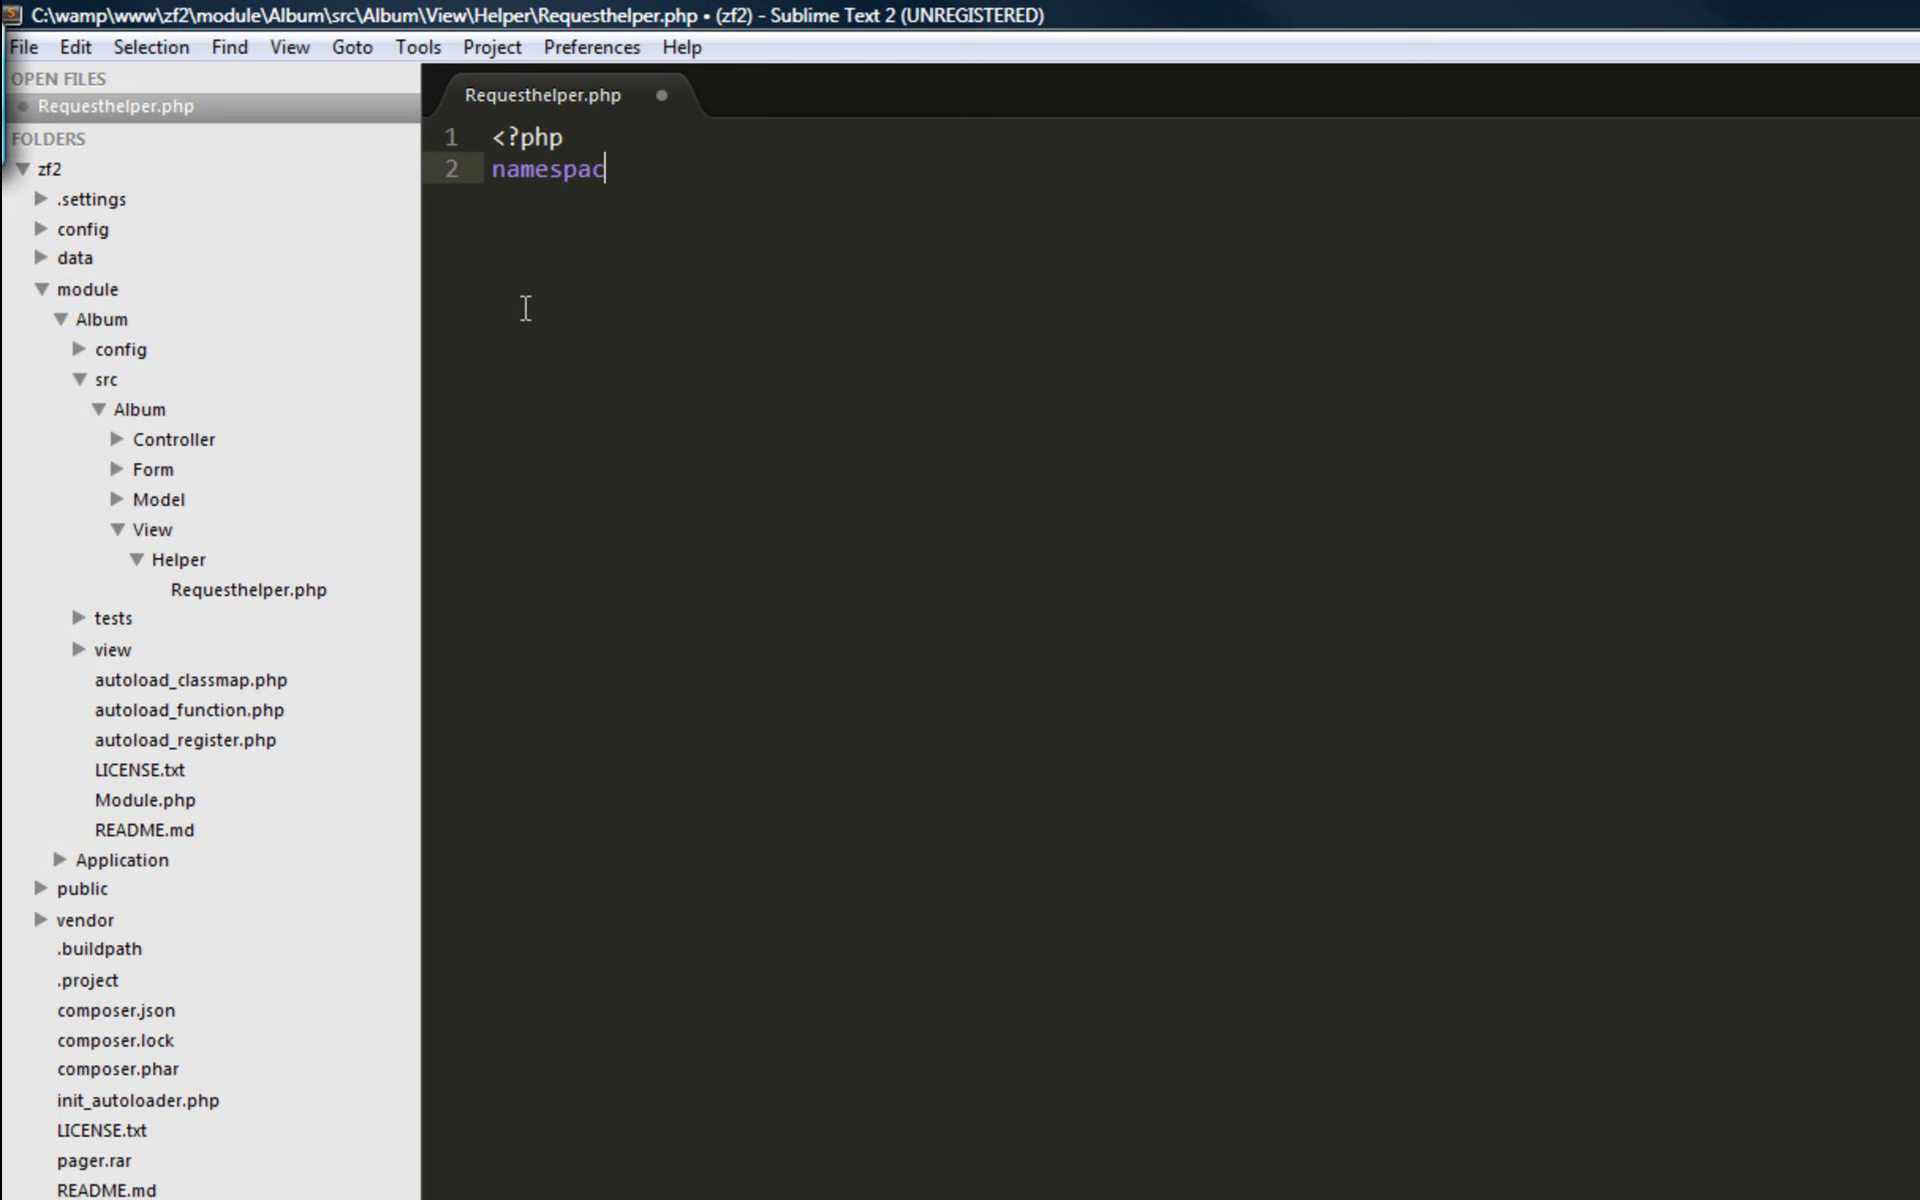 C:\wamp\www\zf2\module\Album\src\Album\View\Helper\Requesthelper.php • (zf2) - Sublime Text 2 (UNREGISTERED)
File Edit Selection Find View Goto Tools Project Preferences Help
OPEN FILES
Requesthelper.php
FOLDERS
zf2
.settings
config
data
module
Album
config
src
Album
Controller
Form
Model
View
Helper
Requesthelper.php
tests
view
autoload_classmap.php
autoload_function.php
autoload_register.php
LICENSE.txt
Module.php
README.md
Application
public
vendor
.buildpath
.project
composer.json
composer.lock
composer.phar
init_autoloader.php
LICENSE.txt
pager.rar
README.md
Requesthelper.php
1 <?php
2 namespac